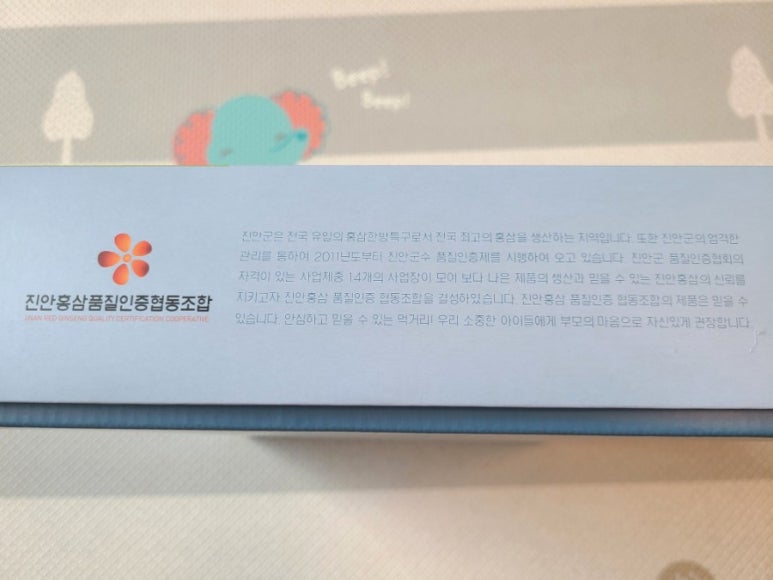 Beep!
Beep!
진안홍삼품질인증협동조합
JINAN RED GINSENG QUALITY CERTIFICATION COOPERATIVE
진안군은 전국 유일의 홍삼한방특구로서 전국 최고의 홍삼을 생산하는 지역입니다. 또한 진안군의 엄격한
관리를 통하여 2011년도부터 진안군수 품질인증제를 시행하여 오고 있습니다. 진안군 품질인증협회의
자격이 있는 사업체중 14개의 사업장이 모여 보다 나은 제품의 생산과 믿을 수 있는 진안홍삼의 신뢰를
지키고자 진안홍삼 품질인증 협동조합을 결성하였습니다. 진안홍삼 품질인증 협동조합의 제품은 믿을 수
있습니다. 안심하고 믿을 수 있는 먹거리! 우리 소중한 아이들에게 부모의 마음으로 자신있게 권장합니다.